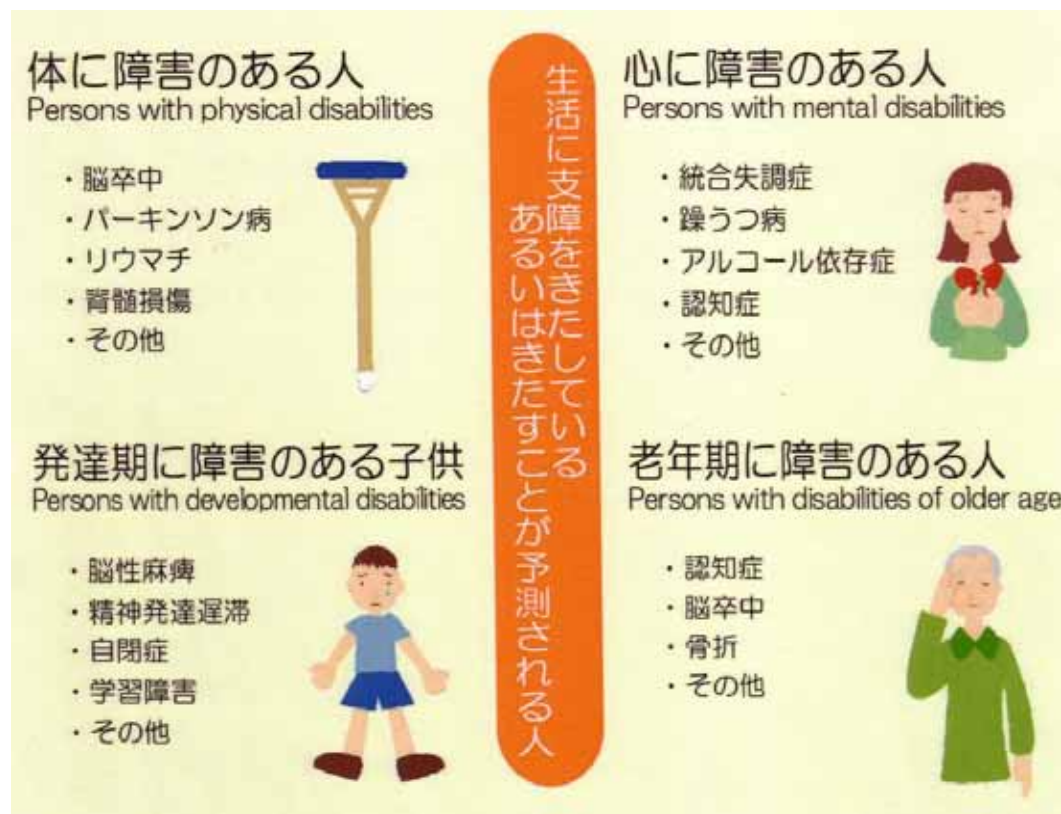 体に障害のある人
Persons with physical disabilities
・脳卒中
・パーキンソン病
・リウマチ
・脊髄損傷
・その他
生活に支障をきたしている
あるいはきたすことが予測される人
心に障害のある人
Persons with mental disabilities
・統合失調症
・躁うつ病
・アルコール依存症
・認知症
・その他
発達期に障害のある子供
Persons with developmental disabilities
・脳性麻痺
・精神発達遅滞
・自閉症
・学習障害
・その他
老年期に障害のある人
Persons with disabilities of older age
・認知症
・脳卒中
・骨折
・その他